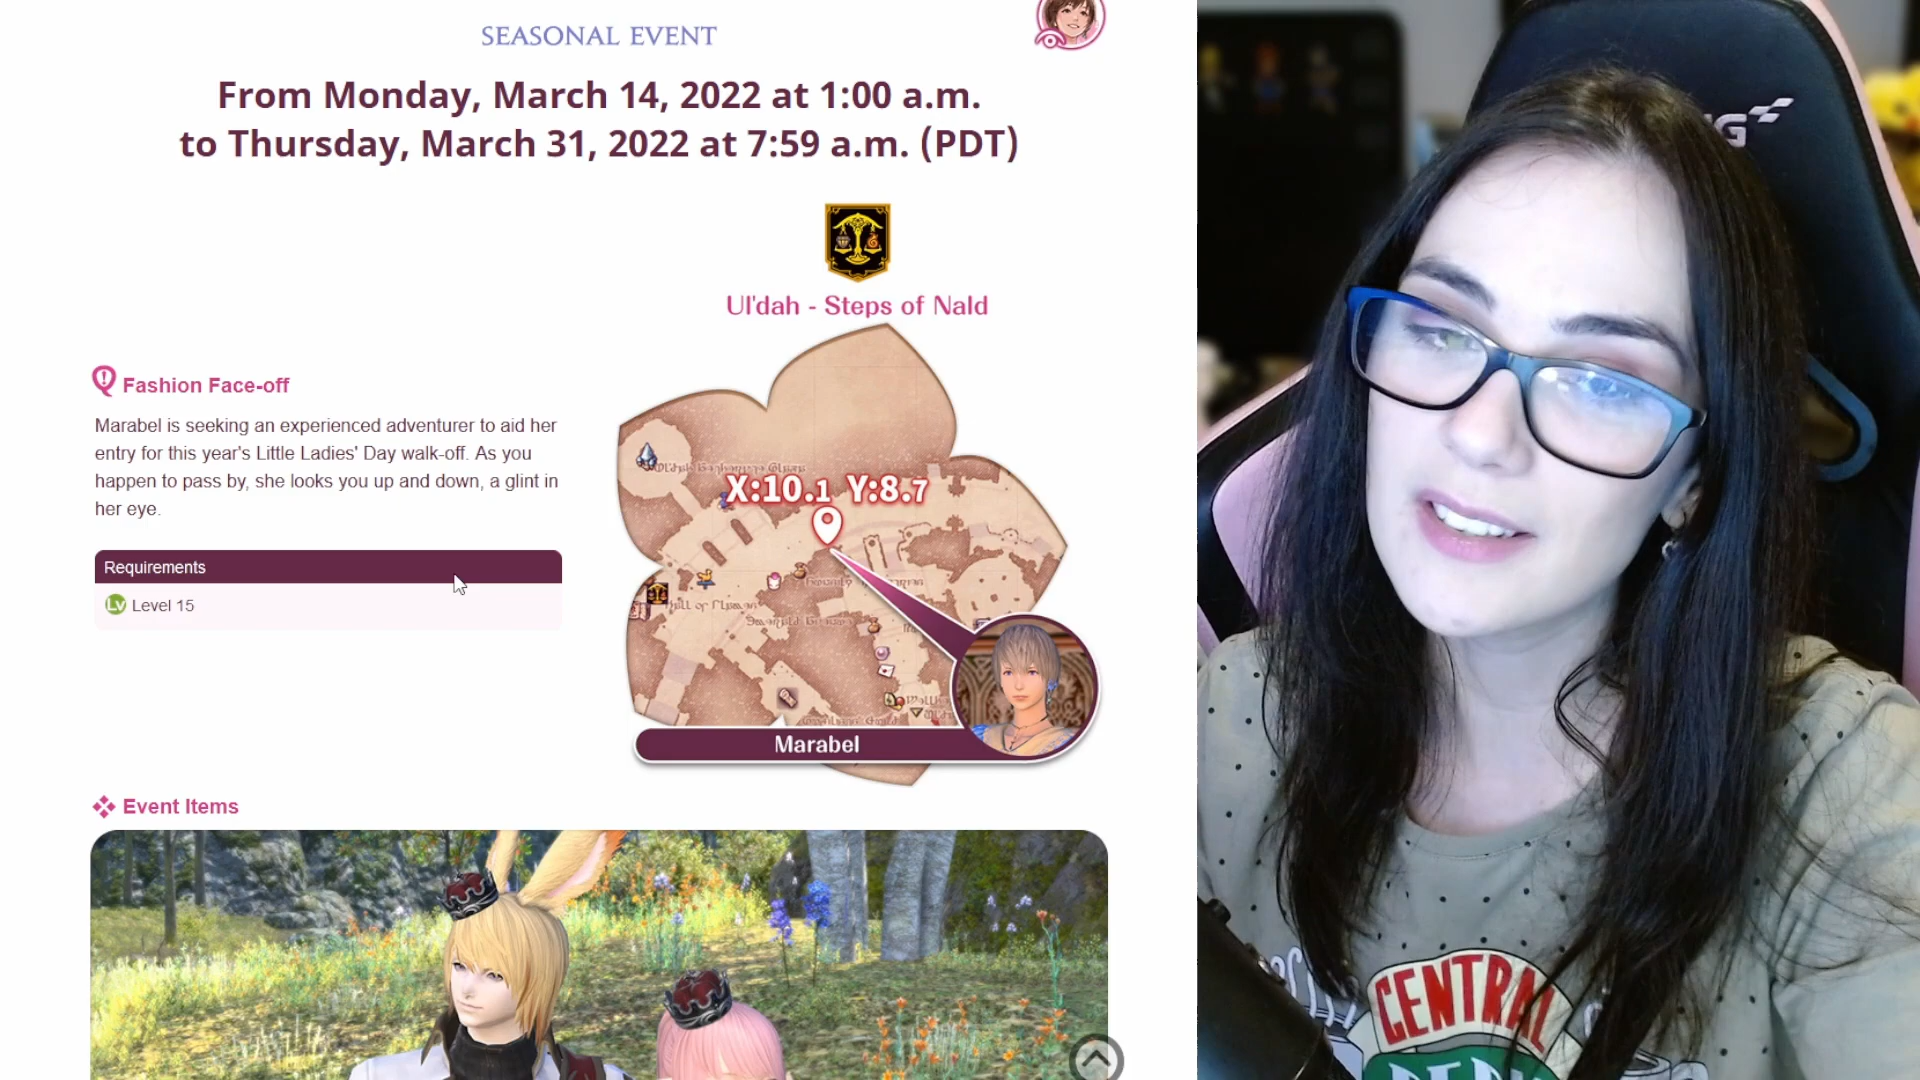 SEASONAL EVENT
From Monday, March 14, 2022 at 1:00 a.m.
to Thursday, March 31, 2022 at 7:59 a.m. (PDT)
Ul'dah - Steps of Nald
Fashion Face-off
Marabel is seeking an experienced adventurer to aid her
entry for this year's Little Ladies' Day walk-off. As you
happen to pass by, she looks you up and down, a glint in
her eye.
Requirements
Lv Level 15
X:10.1 Y:8.7
Marabel
Event Items
CENTRAL